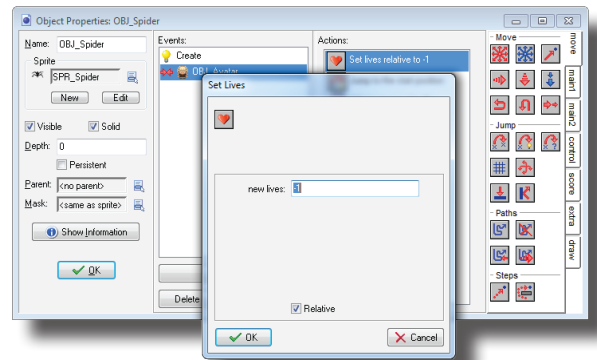 Object Properties: OBJ_Spider
Name: OBJ_Spider
Sprite
SPR_Spider
New Edit
Visible Solid
Depth: 0
Persistent
Parent: <no parent>
Mask: <same as sprite>
Show Information
OK
Events:
Create
OBJ_Avatar
Delete
Actions:
Set lives relative to -1
Set Lives
new lives: -1
Relative
OK Cancel
Move
Jump
Paths
Steps
move
main1
main2
control
score
extra
draw